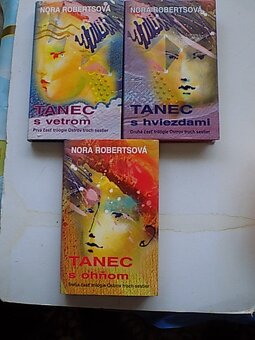 NORA ROBERTSOVÁ
TANEC
s vetrom
Prvá časť trilógie Ostrov troch sestier
NORA ROBERTSOVÁ
TANEC
s hviezdami
Druhá časť trilógie Ostrov troch sestier
NORA ROBERTSOVÁ
TANEC
s ohňom
Tretia časť trilógie Ostrov troch sestier